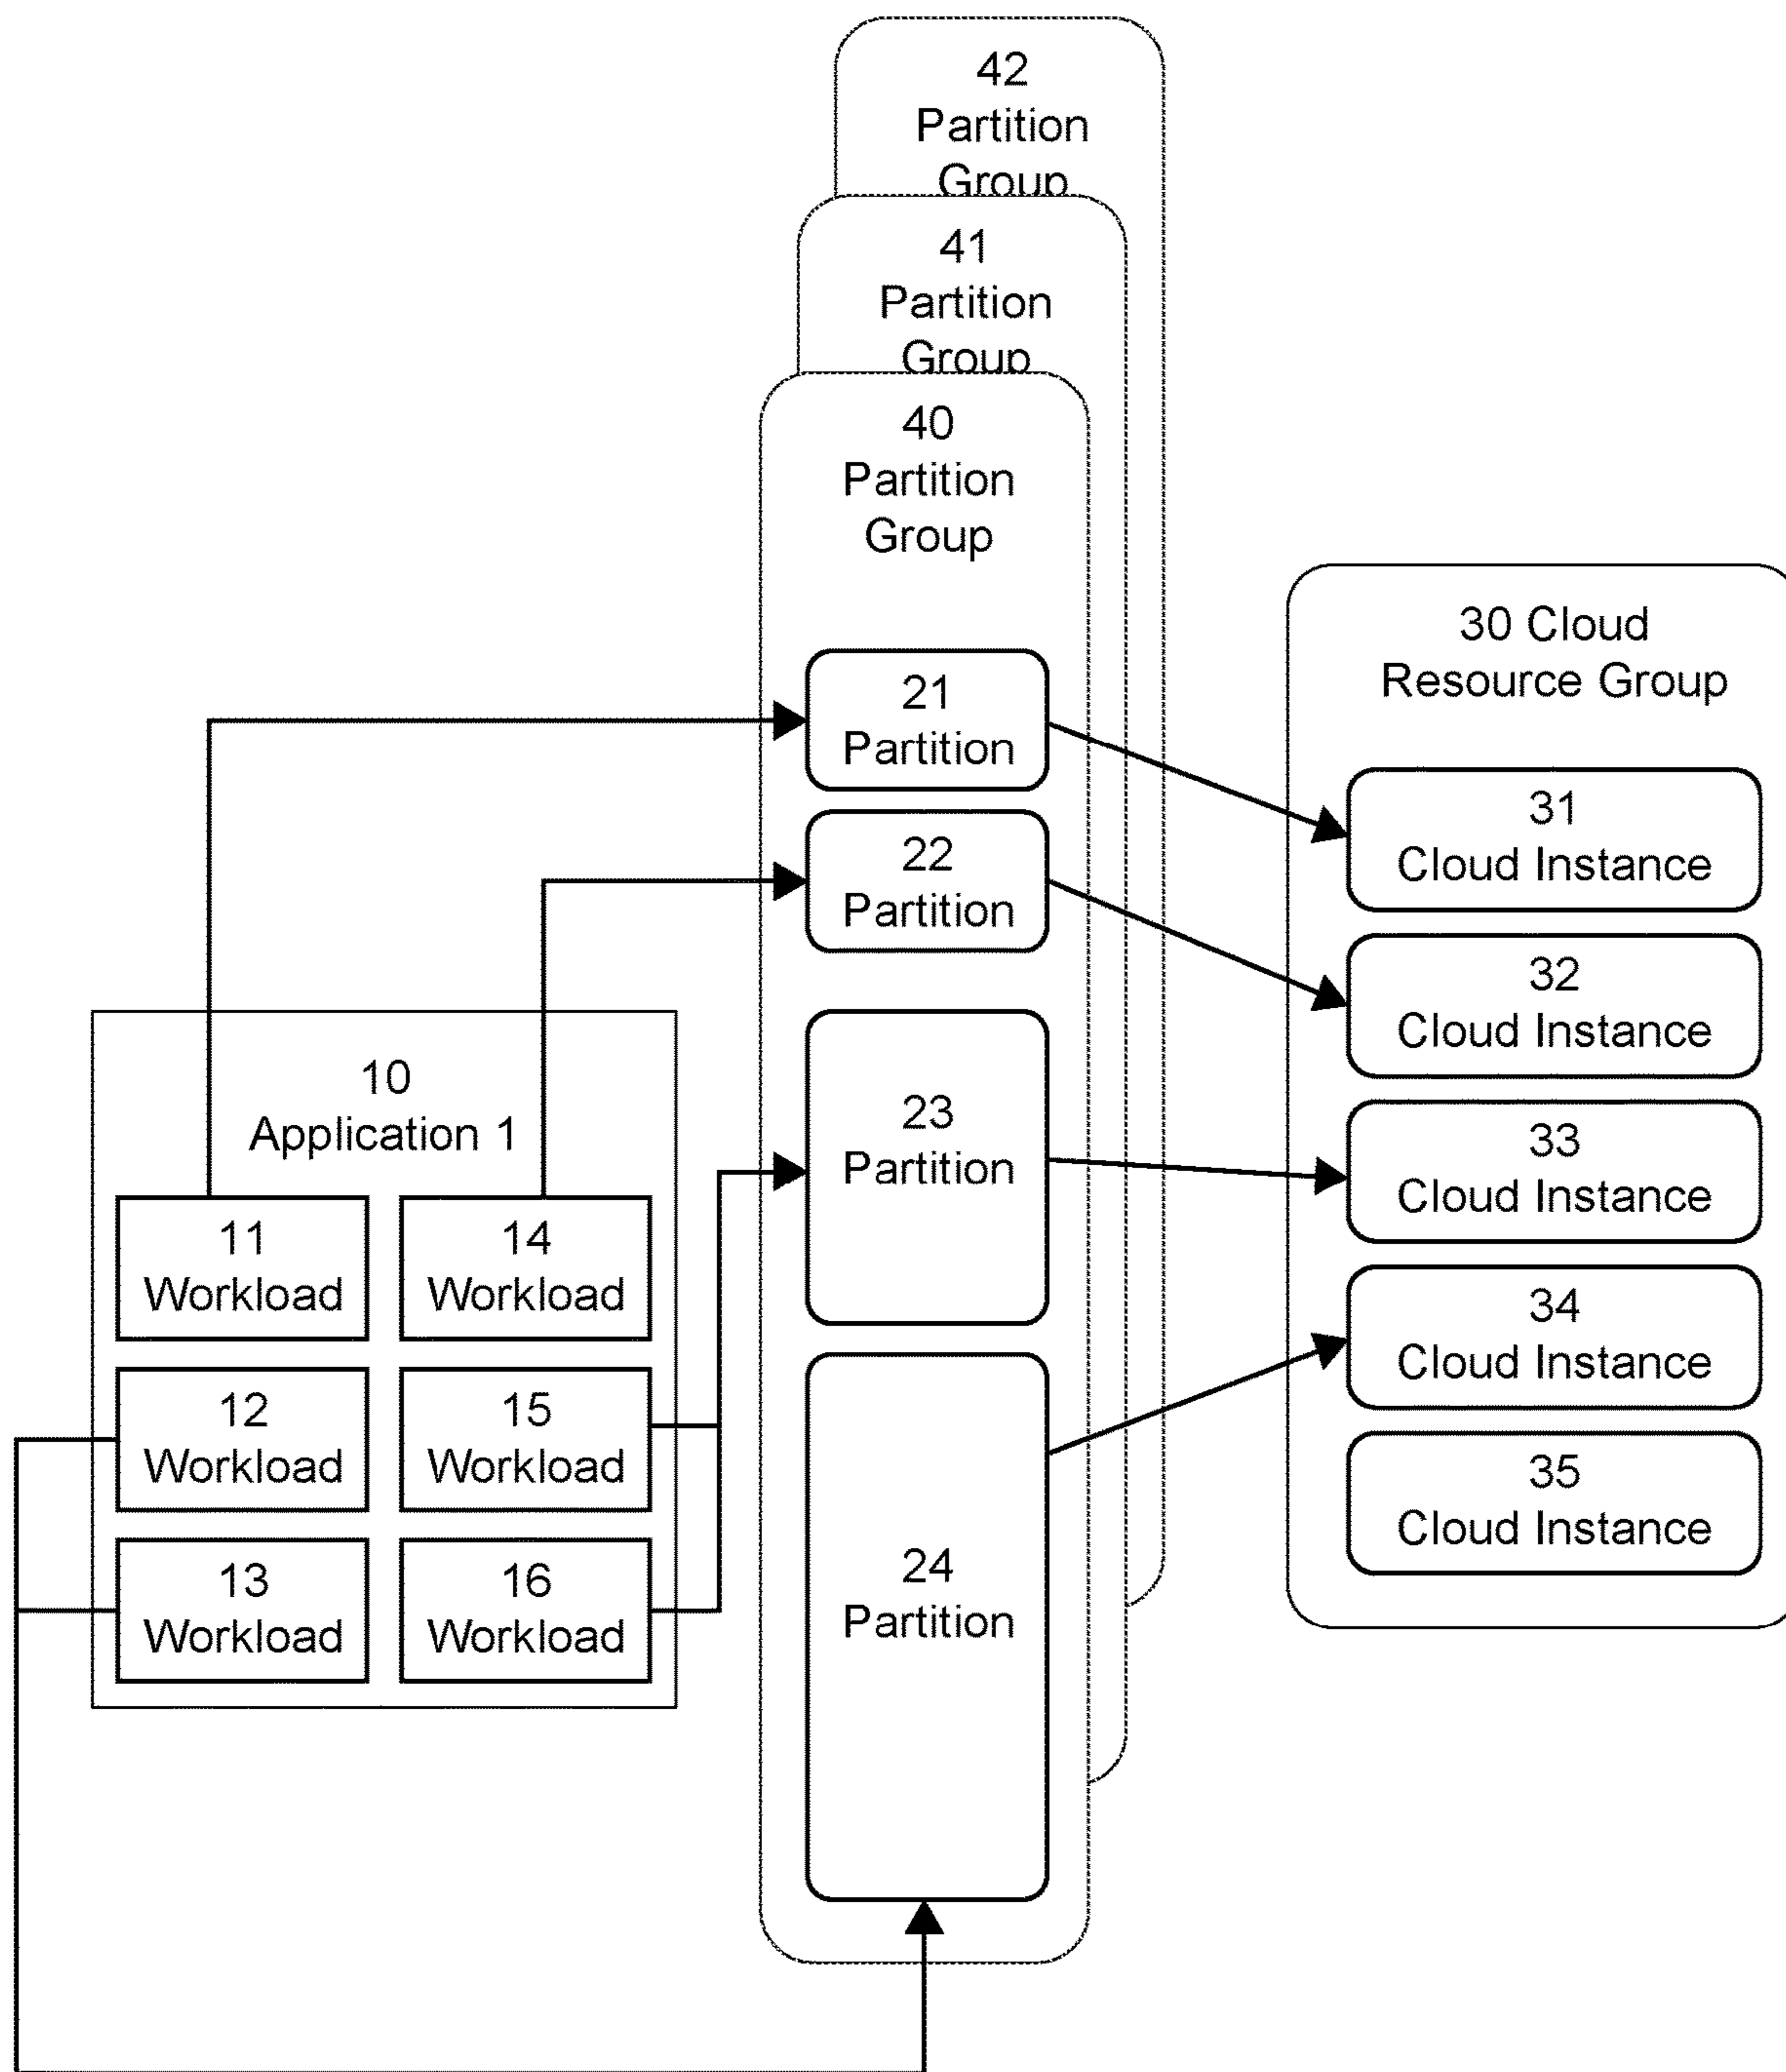 42
Partition
Group
41
Partition
Group
40
Partition
Group
21
Partition
22
Partition
23
Partition
24
Partition
30 Cloud
Resource Group
31
Cloud Instance
32
Cloud Instance
33
Cloud Instance
34
Cloud Instance
35
Cloud Instance
10
Application 1
11
Workload
14
Workload
12
Workload
15
Workload
13
Workload
16
Workload